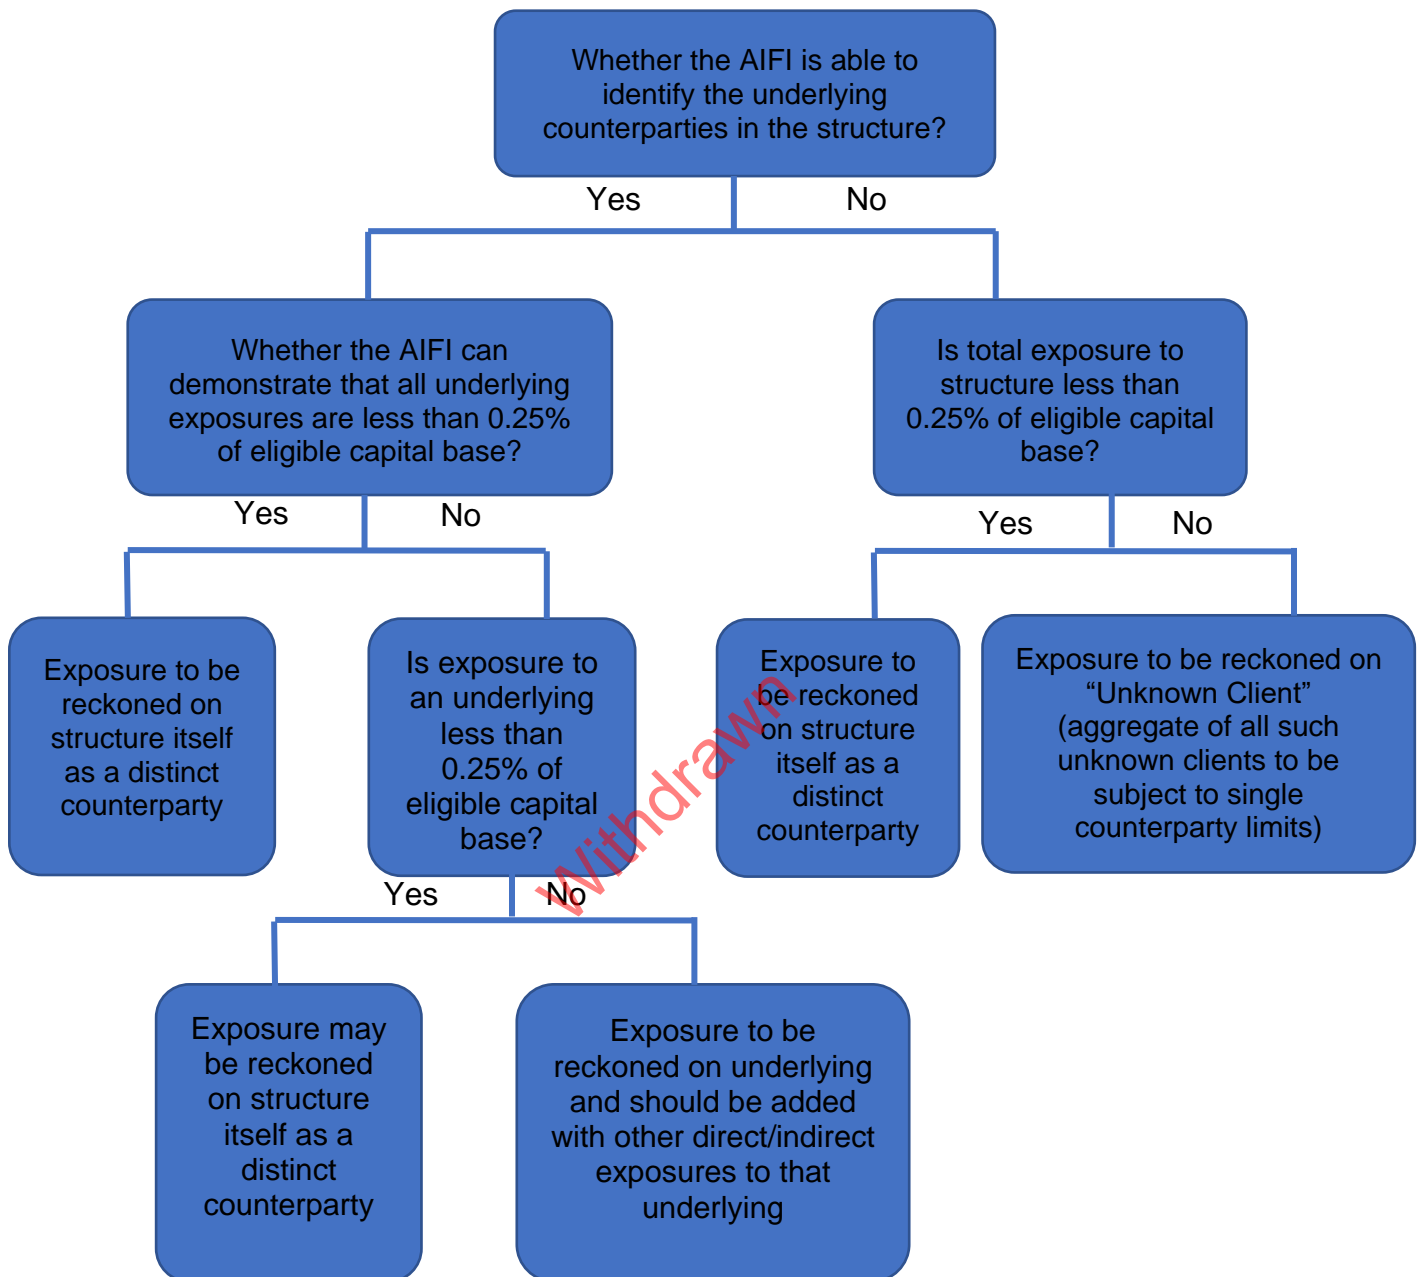 Whether the AIFI is able to
identify the underlying
counterparties in the structure?
Yes
No
Whether the AIFI can
demonstrate that all underlying
exposures are less than 0.25%
of eligible capital base?
Is total exposure to
structure less than
0.25% of eligible capital
base?
Yes
No
Yes
No
Exposure to be
reckoned on
structure itself
as a distinct
counterparty
Is exposure to
an underlying
less than
0.25% of
eligible capital
base?
Exposure to
be reckoned
on structure
itself as a
distinct
counterparty
Exposure to be reckoned on
“Unknown Client”
(aggregate of all such
unknown clients to be
subject to single
counterparty limits)
Withdrawn
Yes
No
Exposure may
be reckoned
on structure
itself as a
distinct
counterparty
Exposure to be
reckoned on underlying
and should be added
with other direct/indirect
exposures to that
underlying